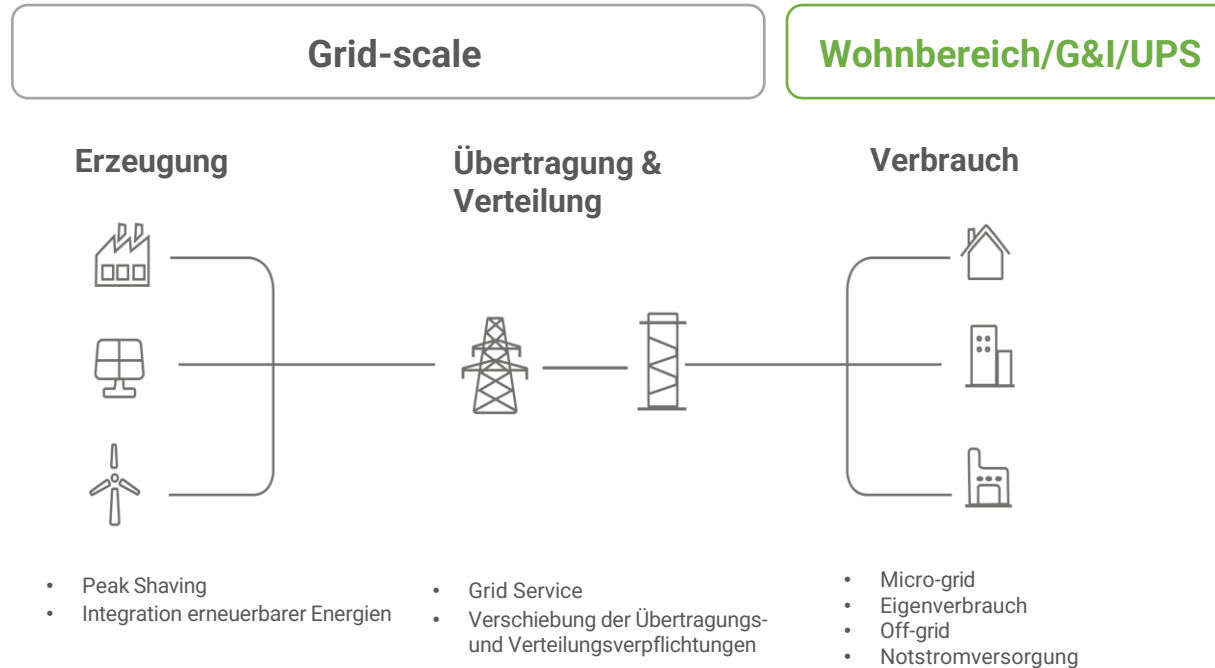 Grid-scale
Wohnbereich/G&I/UPS
Erzeugung
Übertragung &
Verteilung
Verbrauch
• Peak Shaving
• Integration erneuerbarer Energien
• Grid Service
• Verschiebung der Übertragungs-
und Verteilungsverpflichtungen
• Micro-grid
• Eigenverbrauch
• Off-grid
• Notstromversorgung